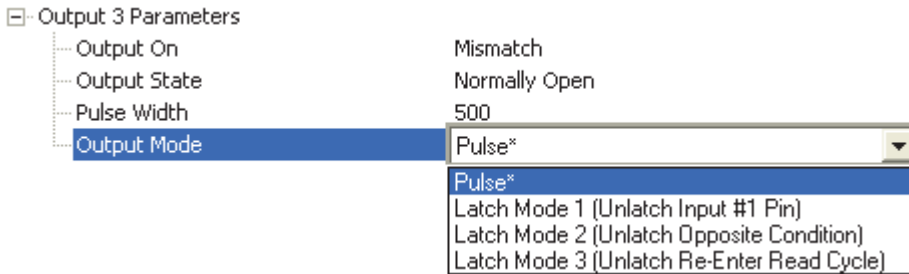 Output 3 Parameters
Output On Mismatch
Output State Normally Open
Pulse Width 500
Output Mode Pulse*
Pulse*
Latch Mode 1 (Unlatch Input #1 Pin)
Latch Mode 2 (Unlatch Opposite Condition)
Latch Mode 3 (Unlatch Re-Enter Read Cycle)